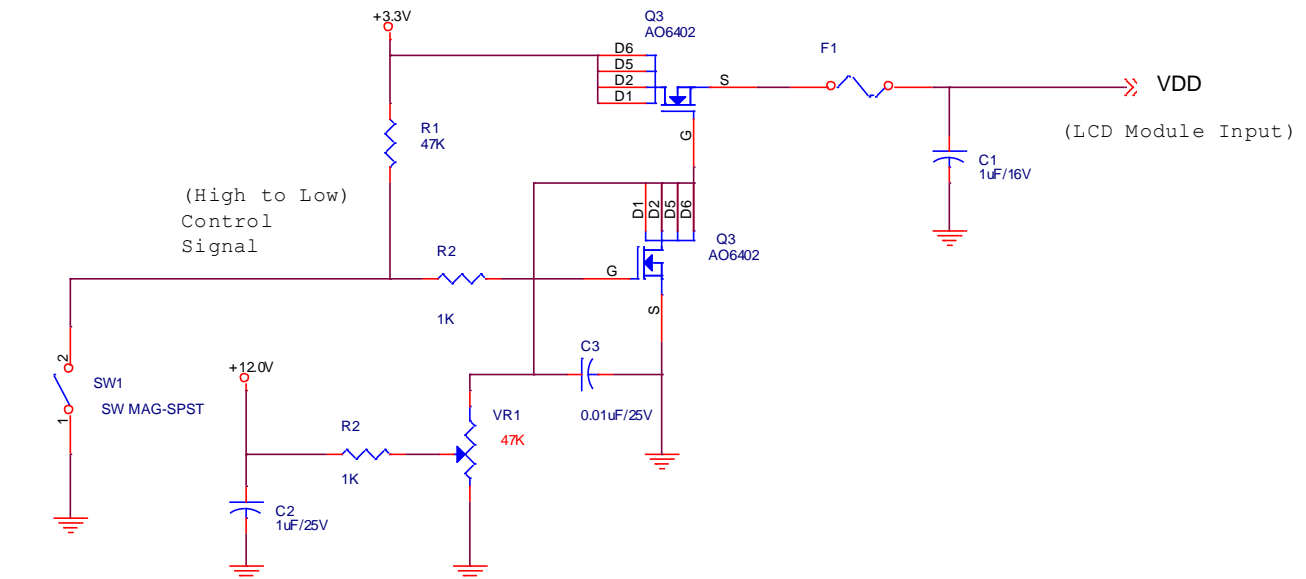 +3.3V
Q3
AO6402
D6
D5
D2
D1
S
G
F1
VDD
(LCD Module Input)
R1
47K
C1
1uF/16V
(High to Low)
Control
Signal
D1
D2
D5
D6
Q3
AO6402
R2
1K
G
S
2
1
SW1
SW MAG-SPST
+12.0V
C3
0.01uF/25V
VR1
47K
R2
1K
C2
1uF/25V